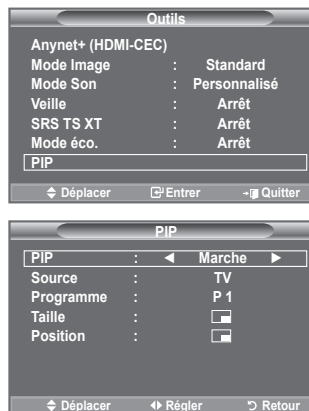 Outils
Anynet+ (HDMI-CEC)
Mode Image : Standard
Mode Son : Personnalisé
Veille : Arrêt
SRS TS XT : Arrêt
Mode éco. : Arrêt
PIP
Déplacer Entrer Quitter
PIP
PIP : ◀ Marche ▶
Source : TV
Programme : P 1
Taille :
Position :
Déplacer Régler Retour